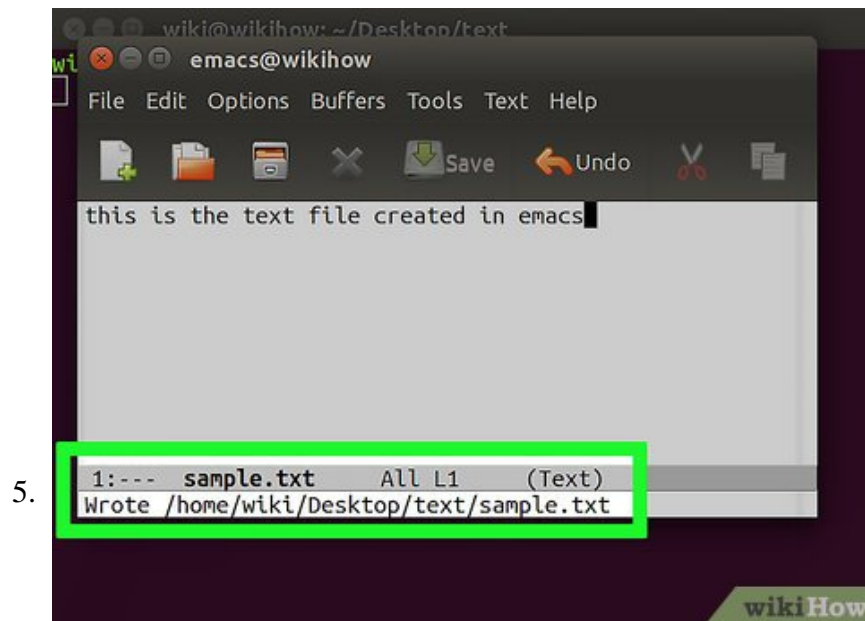 wiki@wikihow: ~/Desktop/text
wi
emacs@wikihow
File Edit Options Buffers Tools Text Help
Save Undo
this is the text file created in emacs
1:--- sample.txt All L1 (Text)
Wrote /home/wiki/Desktop/text/sample.txt
5.
wikiHow